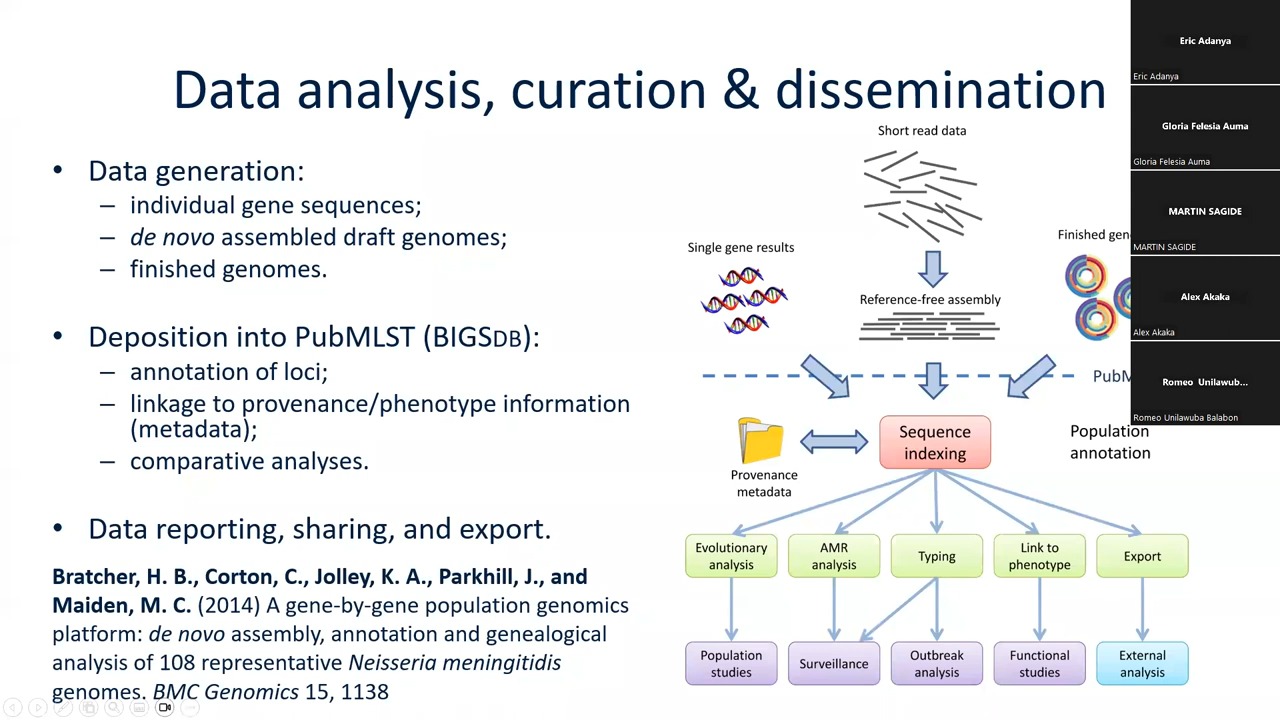 Data analysis, curation & dissemination
• Data generation:
– individual gene sequences;
– de novo assembled draft genomes;
– finished genomes.
• Deposition into PubMLST (BIGSDB):
– annotation of loci;
– linkage to provenance/phenotype information
(metadata);
– comparative analyses.
• Data reporting, sharing, and export.
Bratcher, H. B., Corton, C., Jolley, K. A., Parkhill, J., and
Maiden, M. C. (2014) A gene-by-gene population genomics
platform: de novo assembly, annotation and genealogical
analysis of 108 representative Neisseria meningitidis
genomes. BMC Genomics 15, 1138
Short read data
Single gene results
Finished gen
Reference-free assembly
PubM
Provenance
metadata
Sequence
indexing
Population
annotation
Evolutionary
analysis
AMR
analysis
Typing
Link to
phenotype
Export
Population
studies
Surveillance
Outbreak
analysis
Functional
studies
External
analysis
Eric Adanya
Eric Adanya
Gloria Felesia Auma
Gloria Felesia Auma
MARTIN SAGIDE
MARTIN SAGIDE
Alex Akaka
Alex Akaka
Romeo Unilawub...
Romeo Unilawuba Balabon